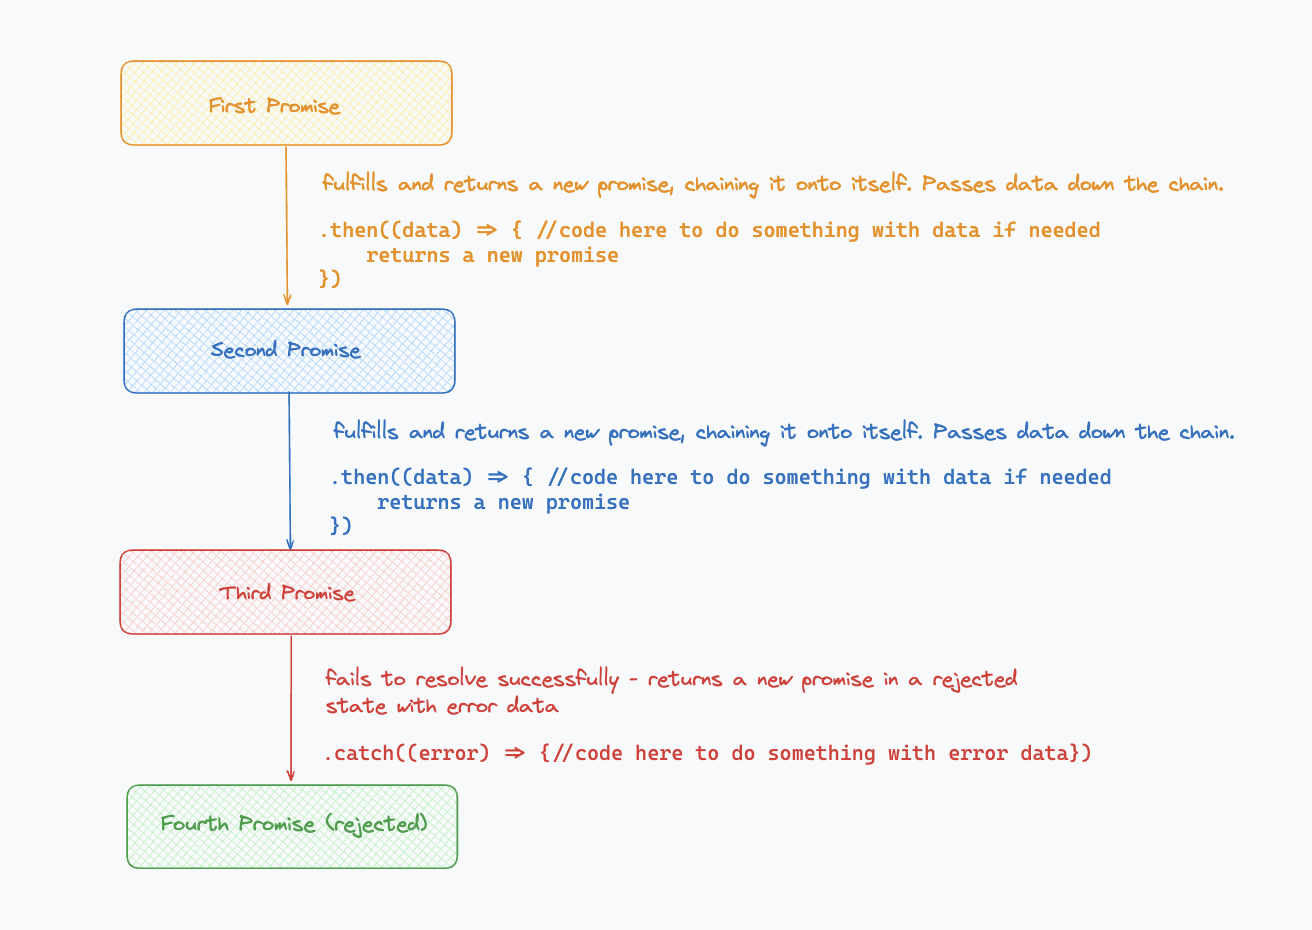 First Promise
fulfills and returns a new promise, chaining it onto itself. Passes data down the chain.
.then((data) => { //code here to do something with data if needed
returns a new promise
})
Second Promise
fulfills and returns a new promise, chaining it onto itself. Passes data down the chain.
.then((data) => { //code here to do something with data if needed
returns a new promise
})
Third Promise
fails to resolve successfully - returns a new promise in a rejected
state with error data
.catch((error) => {//code here to do something with error data})
Fourth Promise (rejected)